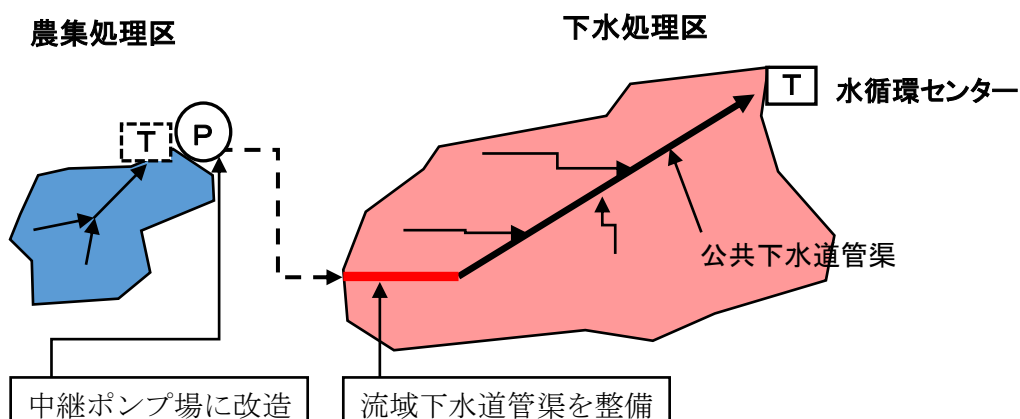 農集処理区
下水処理区
T
水循環センター
T
P
公共下水道管渠
中継ポンプ場に改造
流域下水道管渠を整備